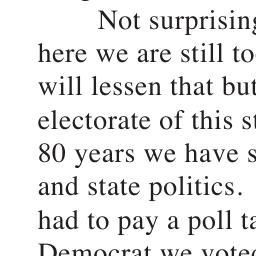 Not surprising
here we are still to
will lessen that but
electorate of this s
80 years we have s
and state politics.
had to pay a poll ta
Democrat we voted